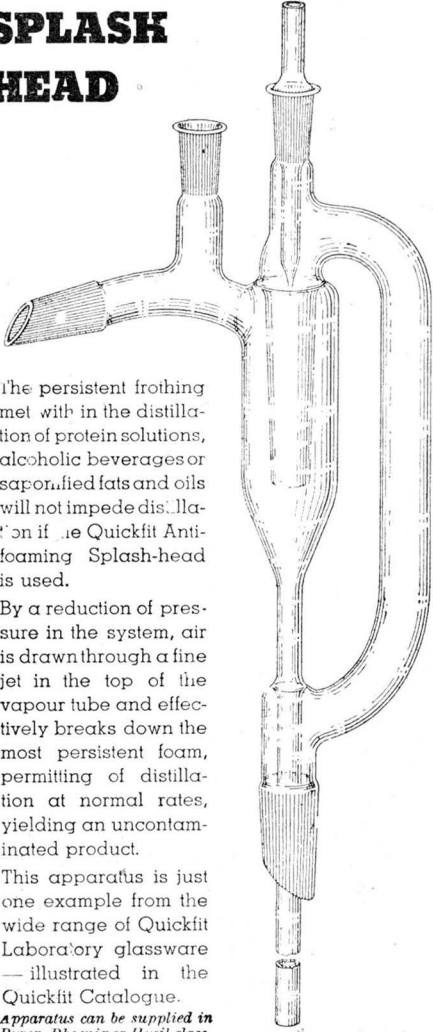 SPLASH
HEAD
The persistent frothing
met with in the distilla-
tion of protein solutions,
alcoholic beverages or
saponified fats and oils
will not impede distilla-
tion if the Quickfit Anti-
foaming Splash-head
is used.
By a reduction of pres-
sure in the system, air
is drawn through a fine
jet in the top of the
vapour tube and effec-
tively breaks down the
most persistent foam,
permitting of distilla-
tion at normal rates,
yielding an uncontam-
inated product.
This apparatus is just
one example from the
wide range of Quickfit
Laboratory glassware
— illustrated in the
Quickfit Catalogue.
Apparatus can be supplied in